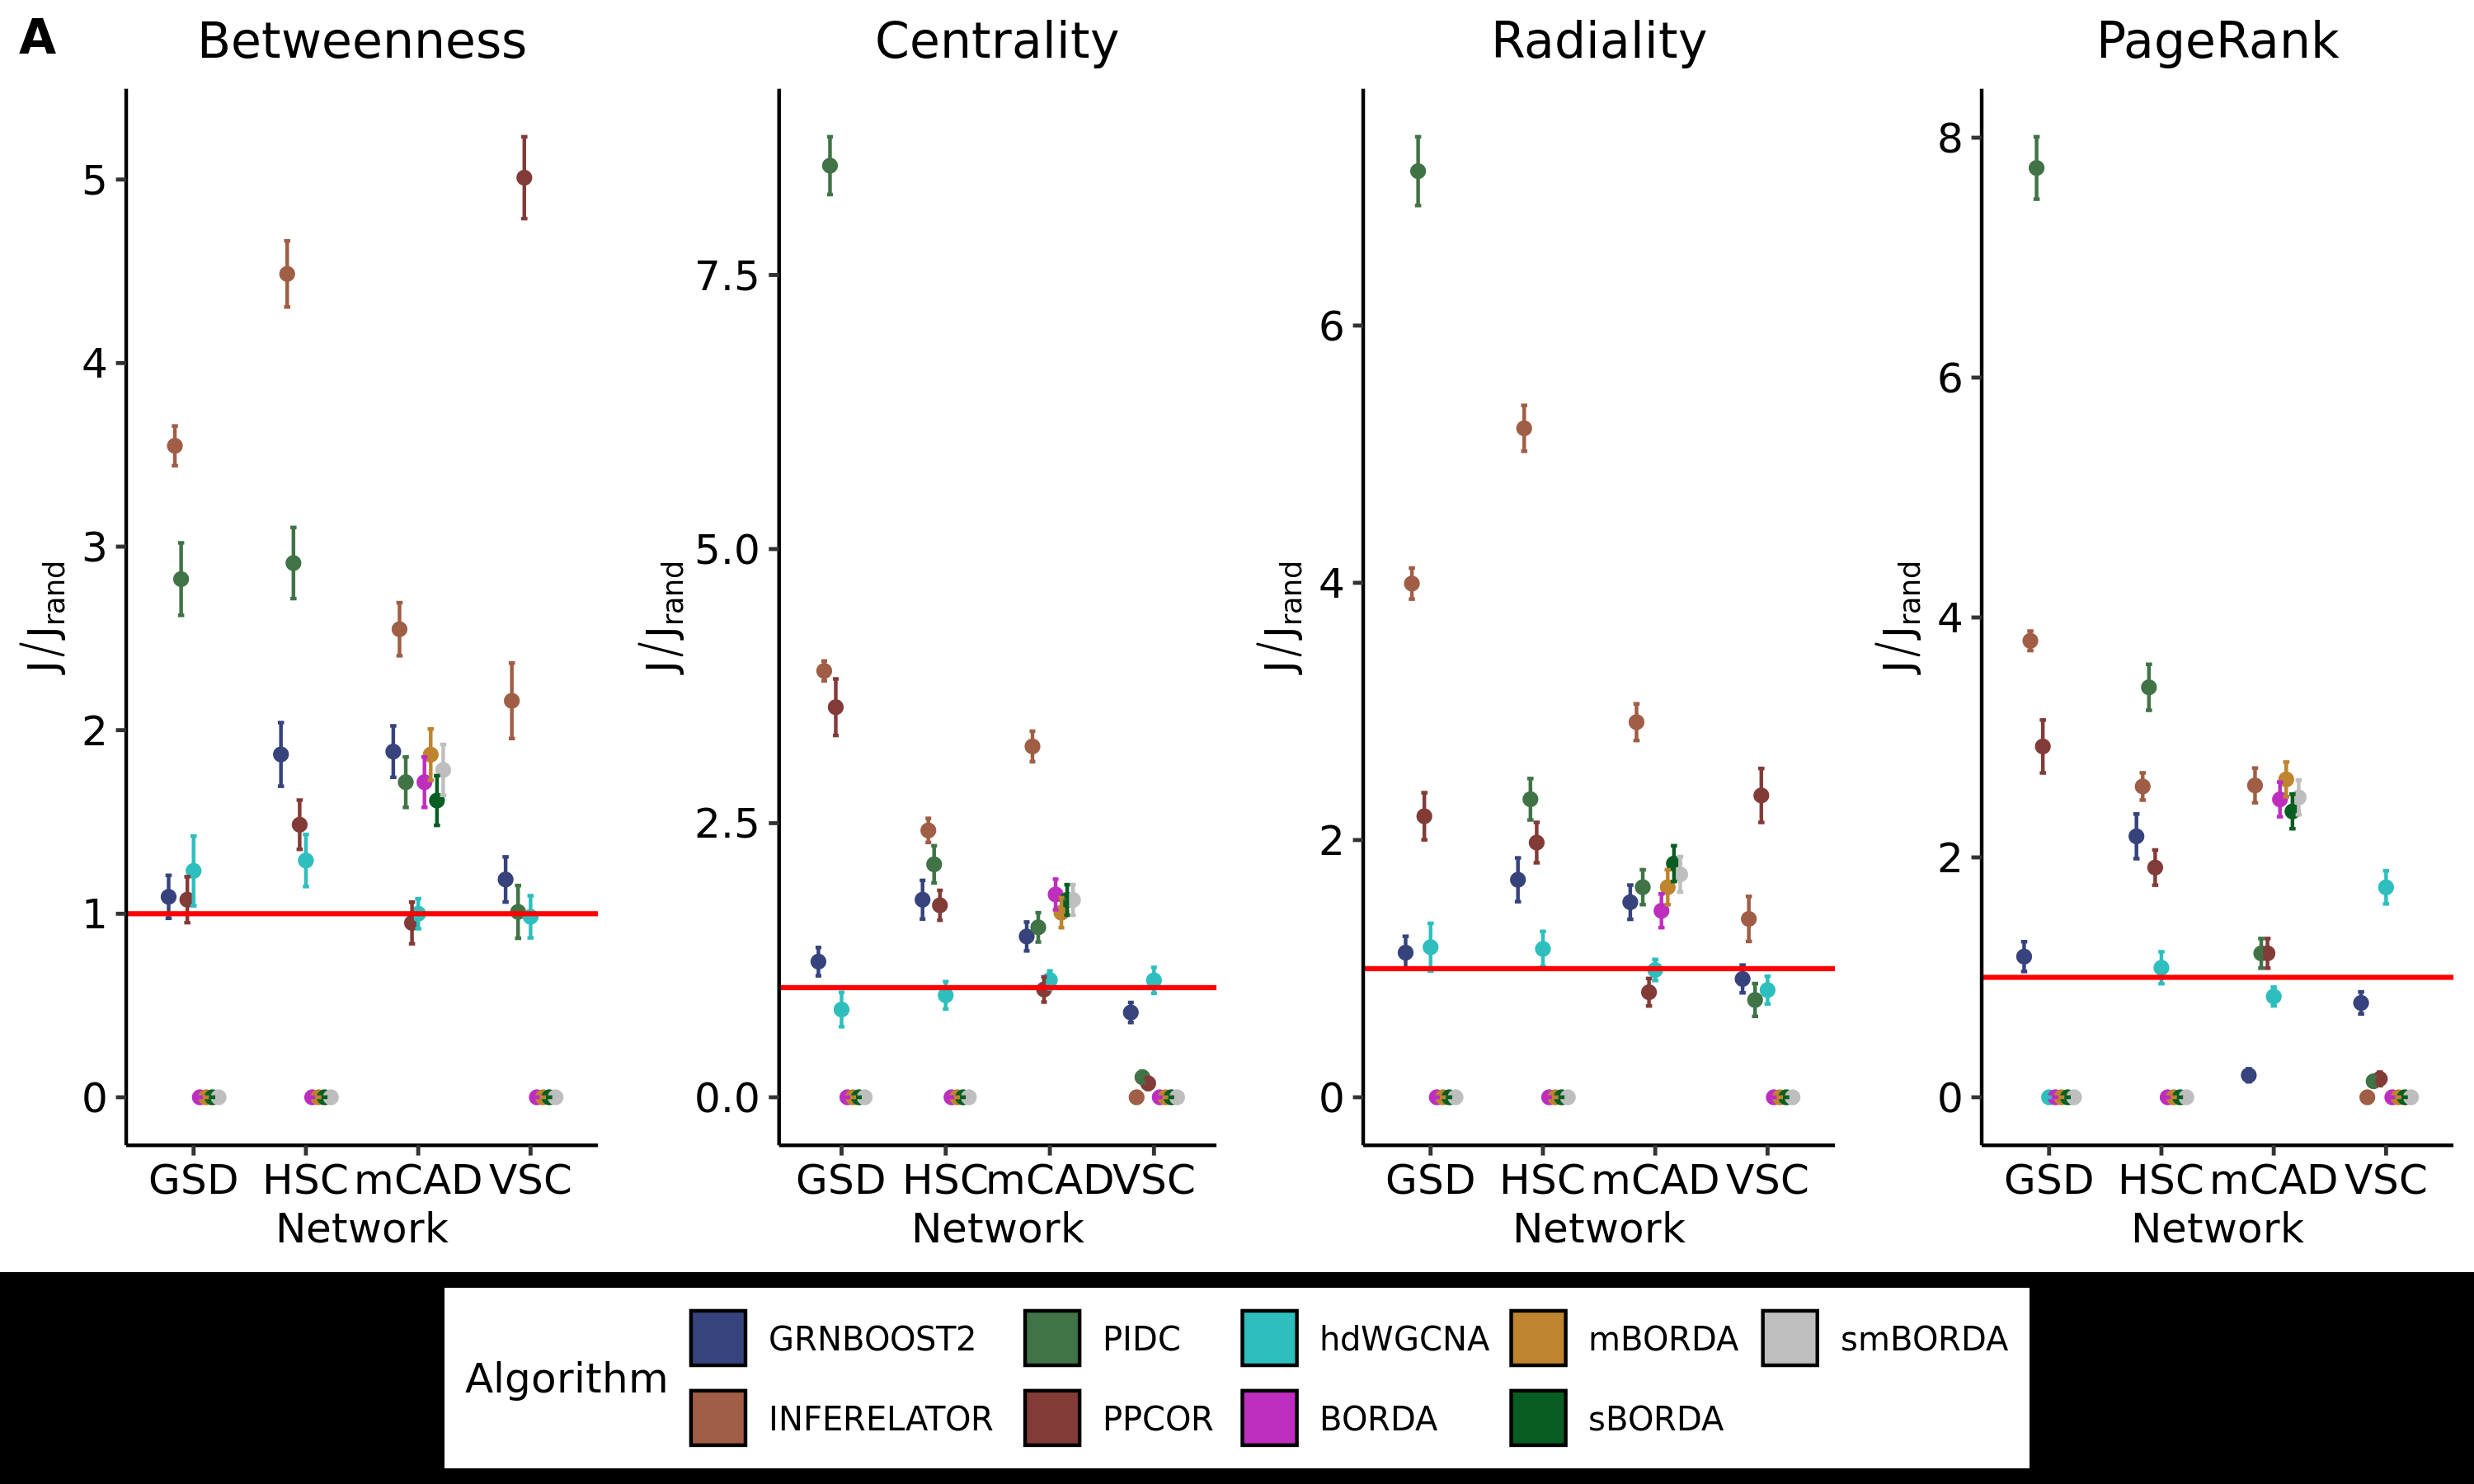 A
Betweenness
Centrality
Radiality
PageRank
J/Jrand
5
4
3
2
1
0
GSD HSC mCAD VSC
Network
J/Jrand
7.5
5.0
2.5
0.0
GSD HSC mCAD VSC
Network
J/Jrand
6
4
2
0
GSD HSC mCAD VSC
Network
J/Jrand
8
6
4
2
0
GSD HSC mCAD VSC
Network
Algorithm
GRNBOOST2 PIDC hdWGCNA mBORDA smBORDA
INFERELATOR PPCOR BORDA sBORDA